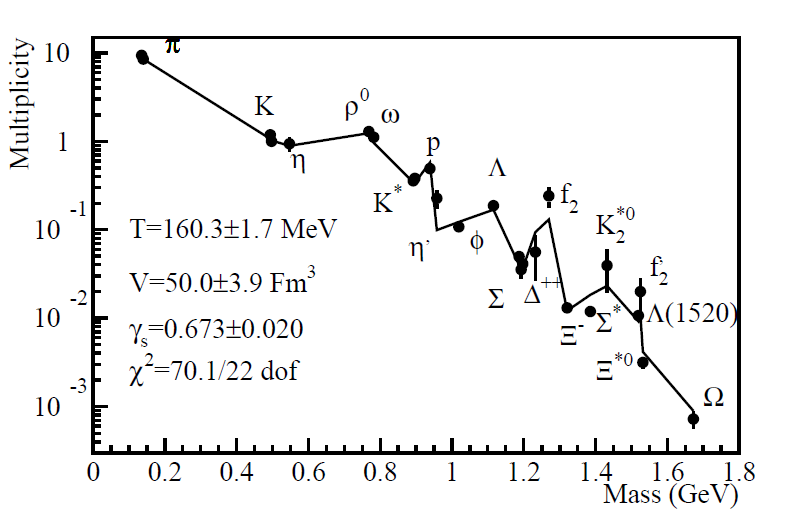 Multiplicity
10
1
10 -1
10 -2
10 -3
π
K
η
ρ⁰
ω
K*
p
η'
ϕ
Λ
Σ
Δ⁺⁺
f₂
Ξ⁻
Σ*
K₂*⁰
f₂'
Λ(1520)
Ξ*⁰
Ω
T=160.3±1.7 MeV
V=50.0±3.9 Fm³
γₛ=0.673±0.020
χ²=70.1/22 dof
0 0.2 0.4 0.6 0.8 1 1.2 1.4 1.6 1.8
Mass (GeV)